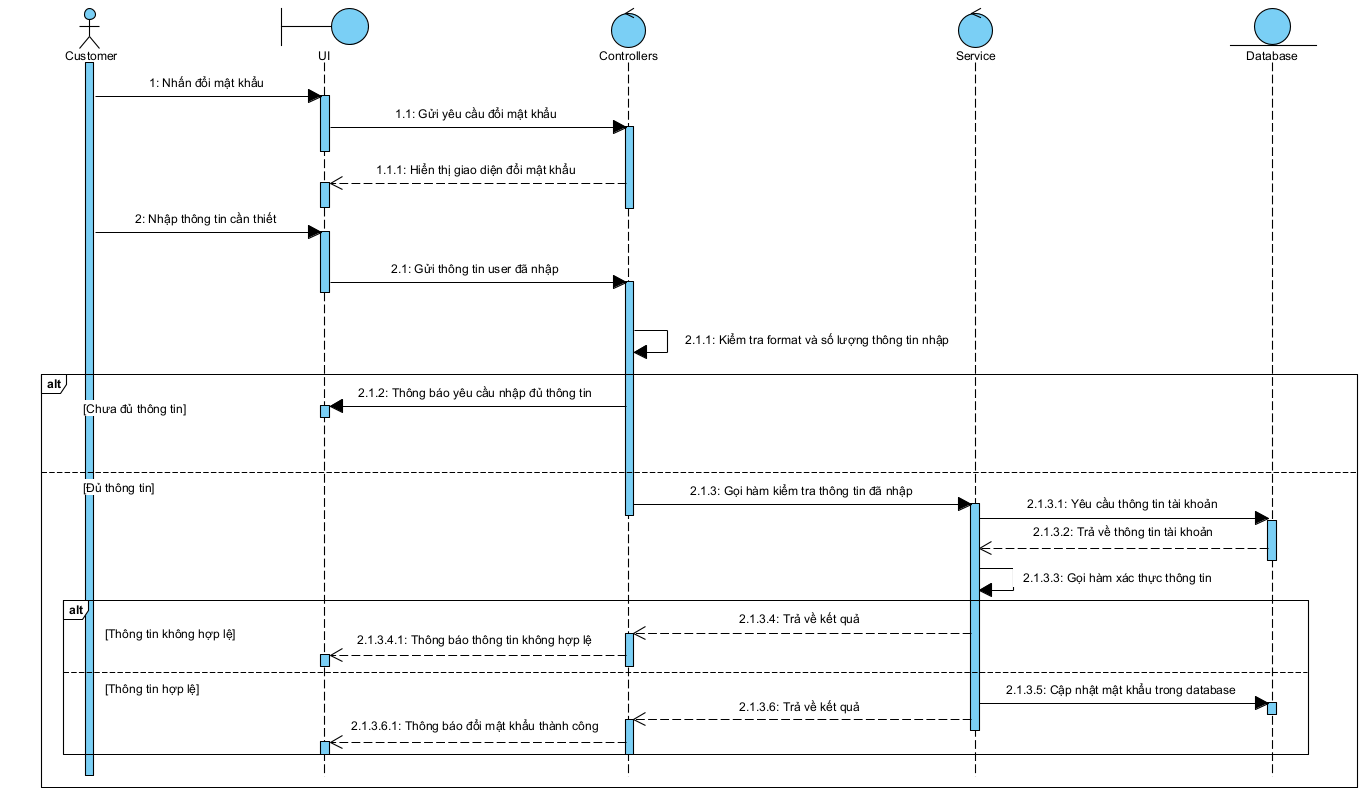 Customer
UI
Controllers
Service
Database
1: Nhấn đổi mật khẩu
1.1: Gửi yêu cầu đổi mật khẩu
1.1.1: Hiển thị giao diện đổi mật khẩu
2: Nhập thông tin cần thiết
2.1: Gửi thông tin user đã nhập
2.1.1: Kiểm tra format và số lượng thông tin nhập
alt
2.1.2: Thông báo yêu cầu nhập đủ thông tin
[Chưa đủ thông tin]
[Đủ thông tin]
2.1.3: Gọi hàm kiểm tra thông tin đã nhập
2.1.3.1: Yêu cầu thông tin tài khoản
2.1.3.2: Trả về thông tin tài khoản
2.1.3.3: Gọi hàm xác thực thông tin
alt
2.1.3.4: Trả về kết quả
[Thông tin không hợp lệ]
2.1.3.4.1: Thông báo thông tin không hợp lệ
[Thông tin hợp lệ]
2.1.3.5: Cập nhật mật khẩu trong database
2.1.3.6: Trả về kết quả
2.1.3.6.1: Thông báo đổi mật khẩu thành công